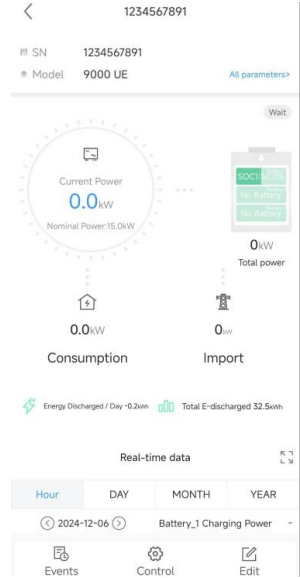 1234567891
SN 1234567891
Model 9000 UE All parameters>
Wait
Current Power
0.0kW
Nominal Power:15.0kW
No Battery
No Battery
0kW
Total power
0.0kW
Consumption
0kW
Import
Energy Discharged / Day -0.2kWh Total E-discharged 32.5kWh
Real-time data
Hour DAY MONTH YEAR
2024-12-06 Battery_1 Charging Power
Events Control Edit